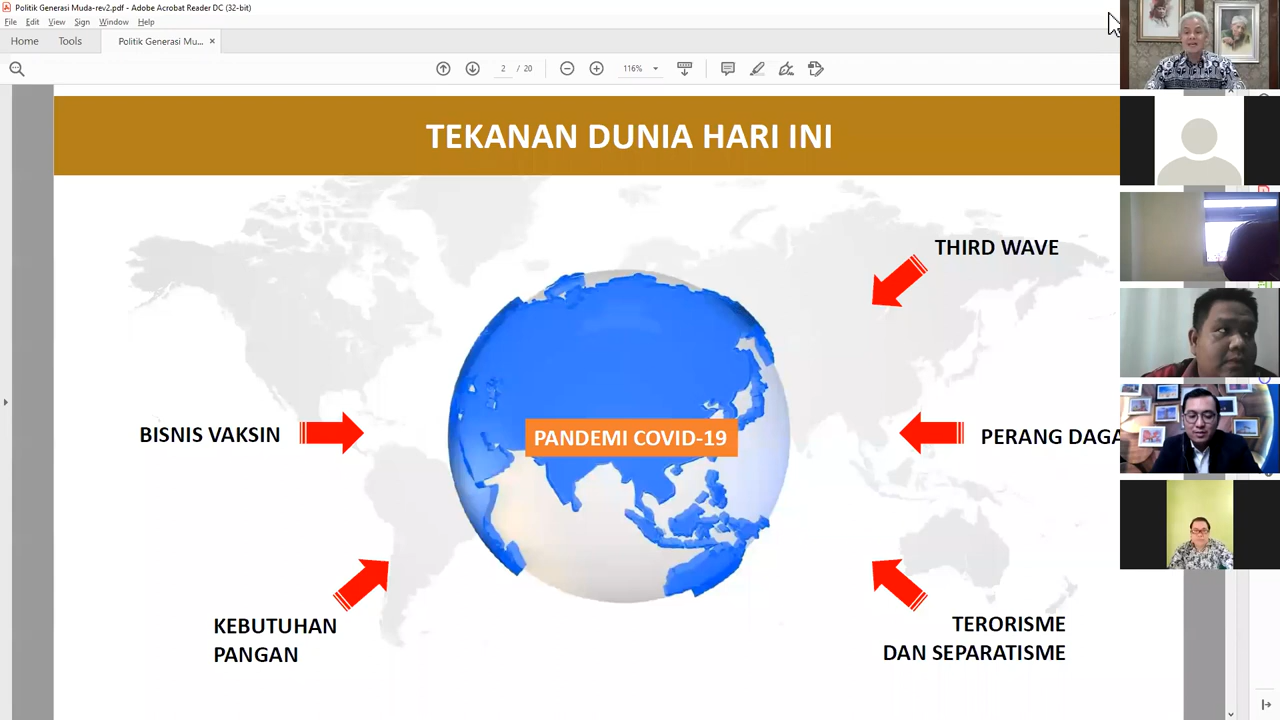 Politik Generasi Muda-rev2.pdf - Adobe Acrobat Reader DC (32-bit)
File Edit View Sign Window Help
Home Tools Politik Generasi Mu... ×
2 / 20 116%
TEKANAN DUNIA HARI INI
THIRD WAVE
BISNIS VAKSIN
PANDEMI COVID-19
PERANG DAGA
KEBUTUHAN
PANGAN
TERORISME
DAN SEPARATISME